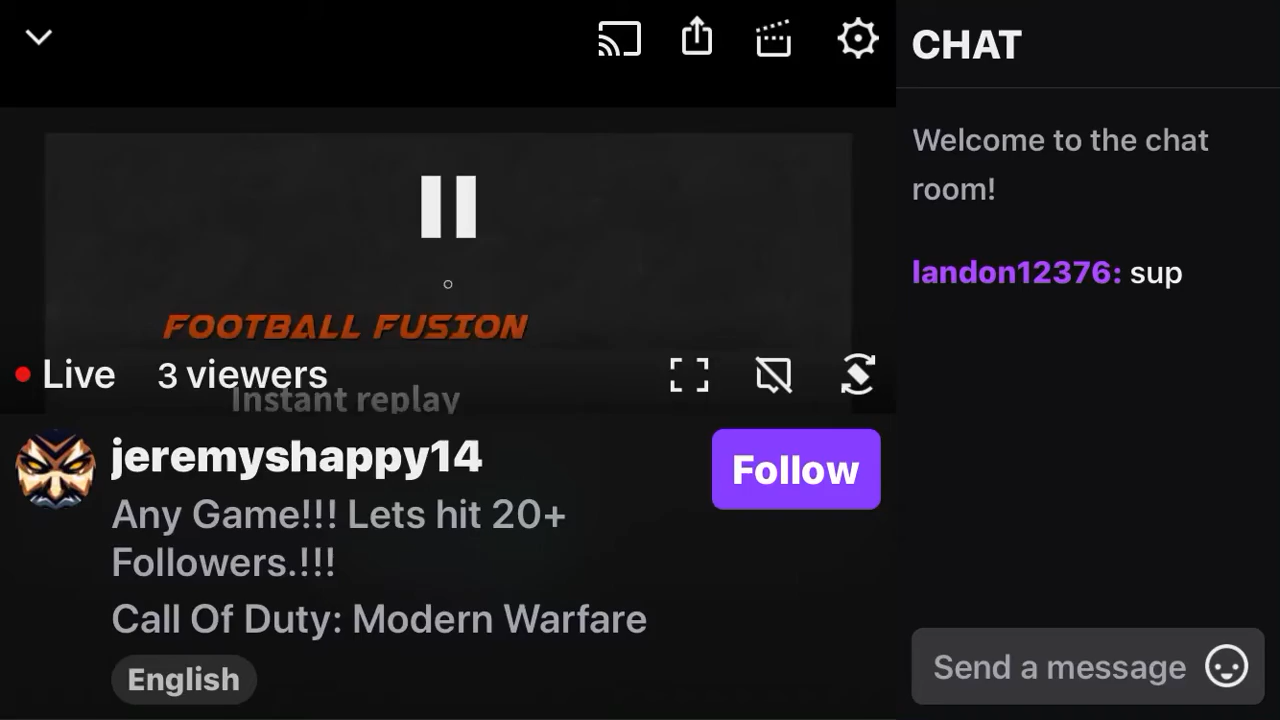 CHAT
Welcome to the chat
room!
landon12376: sup
FOOTBALL FUSION
Live 3 viewers
Instant replay
jeremyshappy14
Follow
Any Game!!! Lets hit 20+
Followers.!!!
Call Of Duty: Modern Warfare
English
Send a message